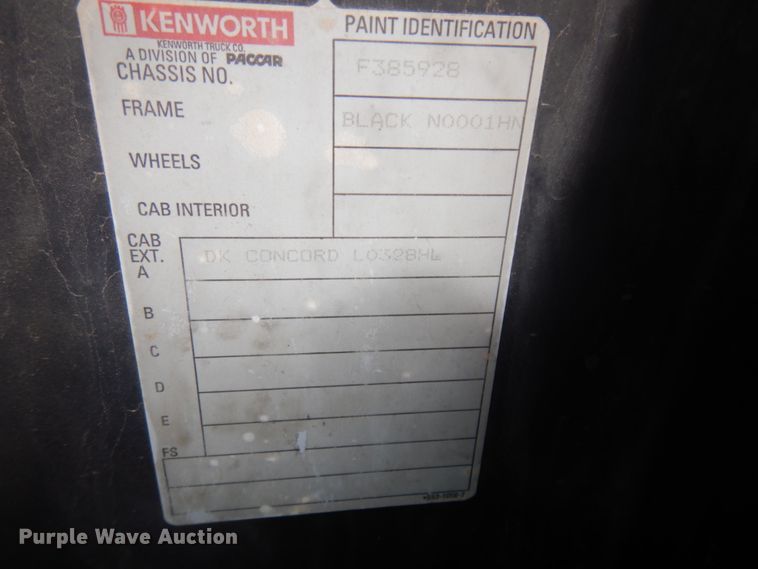 KENWORTH
PAINT IDENTIFICATION
KENWORTH TRUCK CO.
A DIVISION OF PACCAR
CHASSIS NO. F385928
FRAME BLACK N0001HN
WHEELS
CAB INTERIOR
CAB
EXT.
A DK CONCORD L0328HL
B
C
D
E
FS
Purple Wave Auction